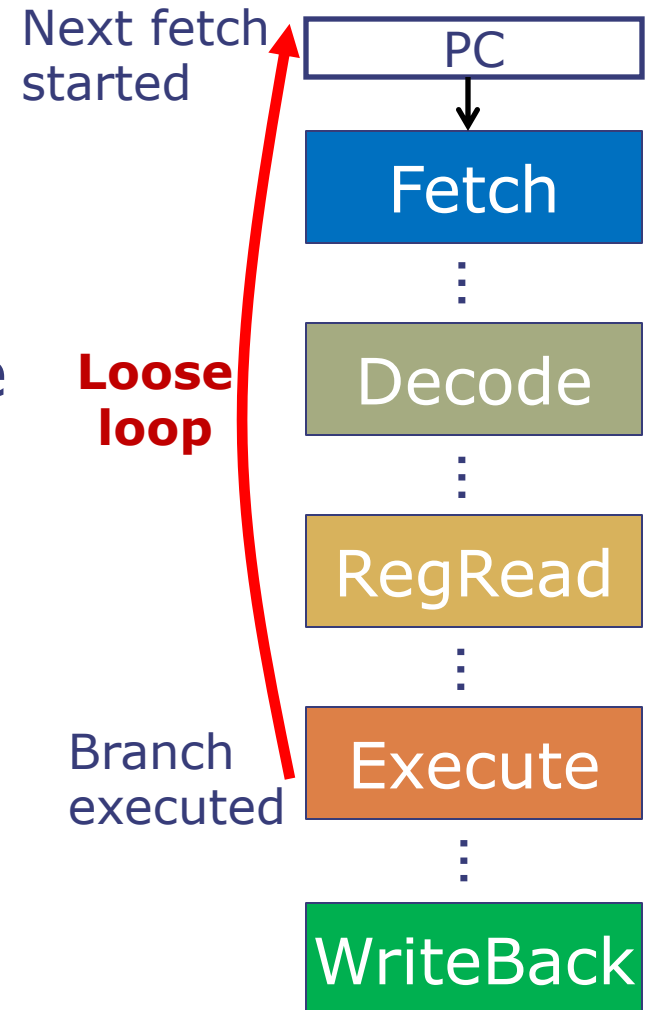 Next fetch
started
PC
Fetch
⋮
e
Loose
loop
Decode
⋮
RegRead
⋮
Branch
executed
Execute
⋮
WriteBack